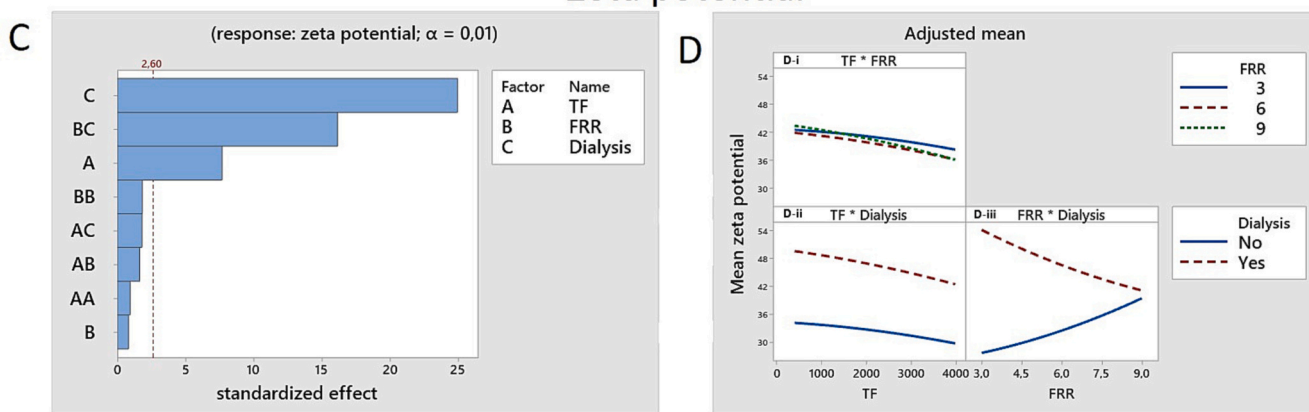 C
(response: zeta potential; α = 0,01)
2,60
C
BC
A
BB
AC
AB
AA
B
0 5 10 15 20 25
standardized effect
Factor Name
A TF
B FRR
C Dialysis
D
Adjusted mean
Mean zeta potential
D-i TF * FRR
54
48
42
36
30
FRR
3
6
9
D-ii TF * Dialysis
D-iii FRR * Dialysis
54
48
42
36
30
0 1000 2000 3000 4000
TF
3,0 4,5 6,0 7,5 9,0
FRR
Dialysis
No
Yes